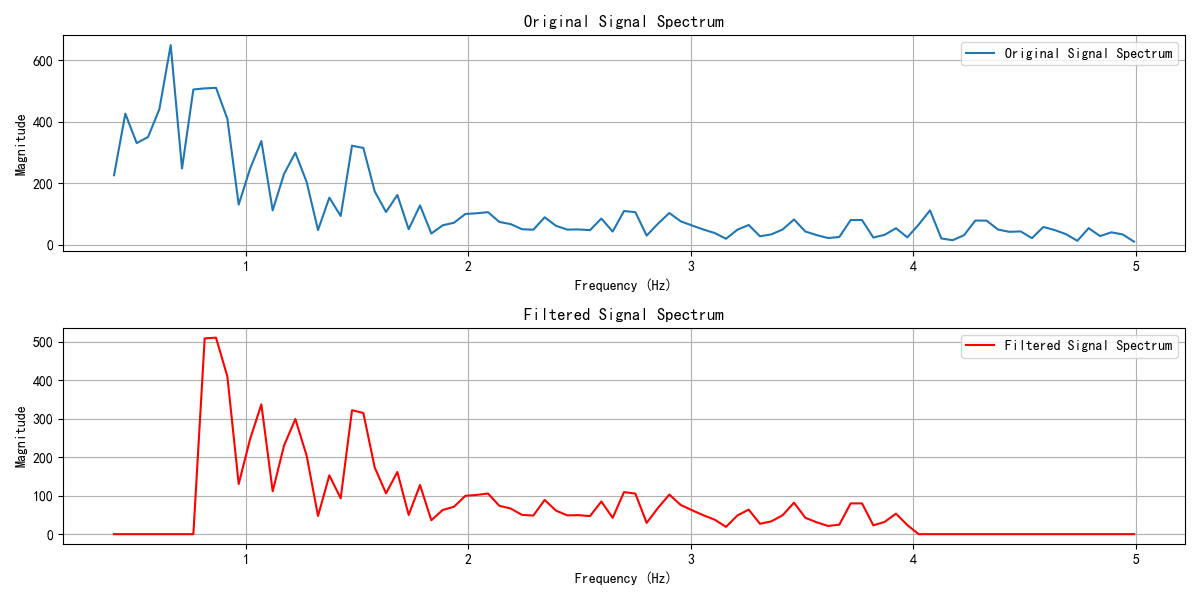 Original Signal Spectrum
Original Signal Spectrum
Magnitude
600
400
200
0
1 2 3 4 5
Frequency (Hz)
Filtered Signal Spectrum
Filtered Signal Spectrum
Magnitude
500
400
300
200
100
0
1 2 3 4 5
Frequency (Hz)